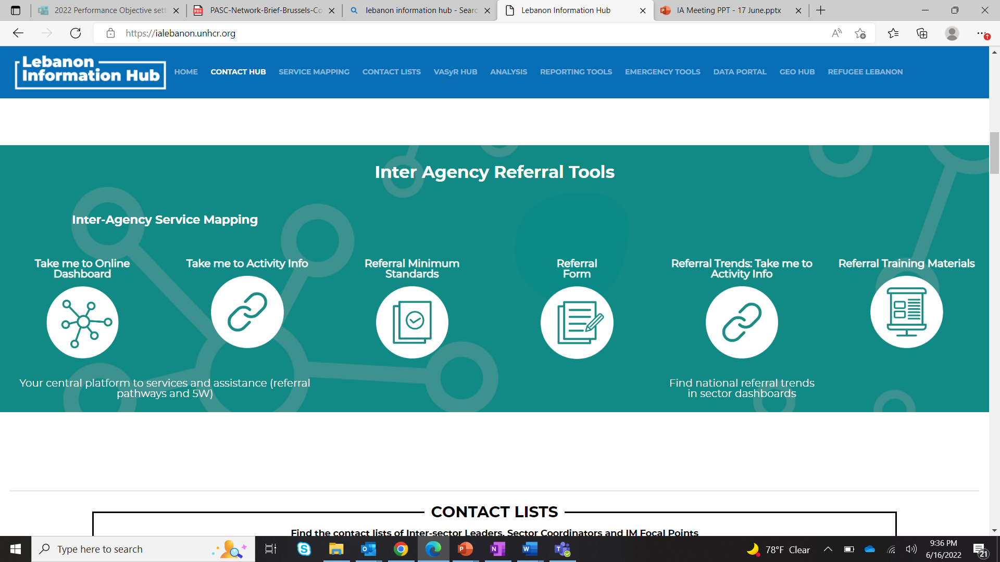 2022 Performance Objective sett
PASC-Network-Brief-Brussels-Co
lebanon information hub - Searc
Lebanon Information Hub
IA Meeting PPT - 17 June.pptx
https://ialebanon.unhcr.org
Lebanon
Information Hub
HOME
CONTACT HUB
SERVICE MAPPING
CONTACT LISTS
VASyR HUB
ANALYSIS
REPORTING TOOLS
EMERGENCY TOOLS
DATA PORTAL
GEO HUB
REFUGEE LEBANON
Inter Agency Referral Tools
Inter-Agency Service Mapping
Take me to Online
Dashboard
Take me to Activity Info
Referral Minimum
Standards
Referral
Form
Referral Trends: Take me to
Activity Info
Referral Training Materials
Your central platform to services and assistance (referral
pathways and 5W)
Find national referral trends
in sector dashboards
CONTACT LISTS
Find the contact lists of Inter-sector Leaders, Sector Coordinators and IM Focal Points
Type here to search
78°F Clear
9:36 PM
6/16/2022
21